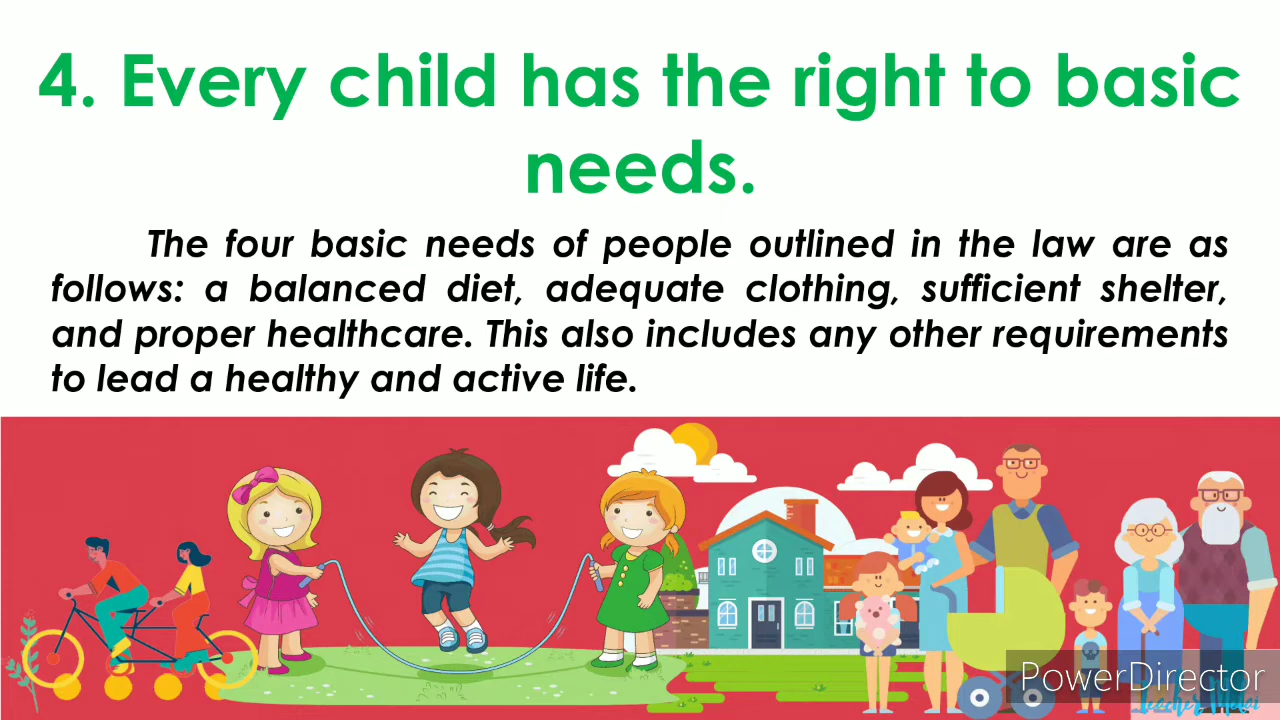 4. Every child has the right to basic
needs.
The four basic needs of people outlined in the law are as
follows: a balanced diet, adequate clothing, sufficient shelter,
and proper healthcare. This also includes any other requirements
to lead a healthy and active life.
PowerDirector
Teacher